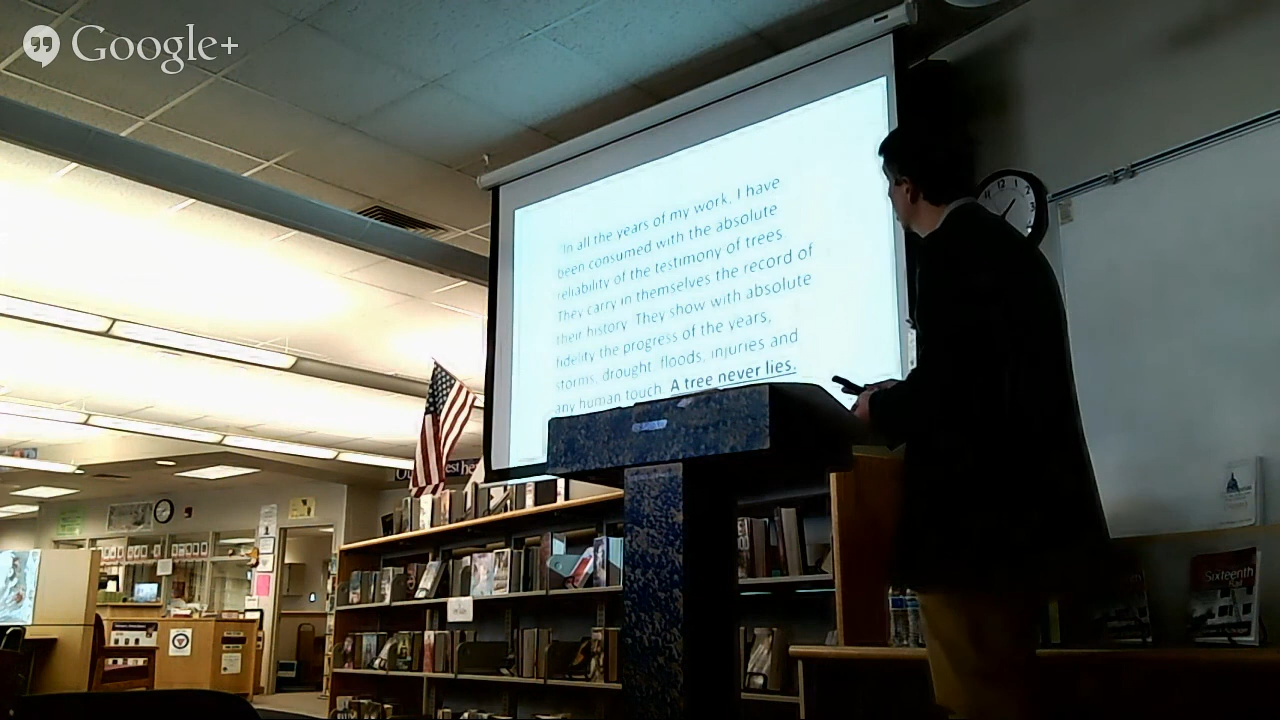 Google+
"In all the years of my work, I have
been consumed with the absolute
reliability of the testimony of trees.
They carry in themselves the record of
their history. They show with absolute
fidelity the progress of the years,
storms, drought, floods, injuries and
any human touch. A tree never lies.
Sixteenth
Rail